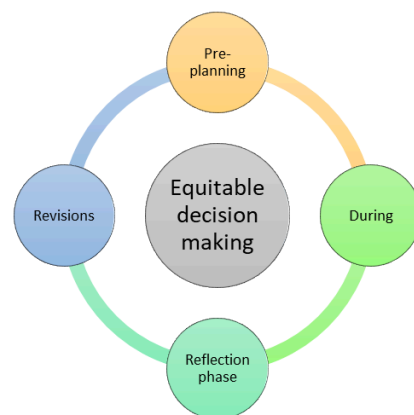 Pre-
planning
Equitable
decision
making
Revisions
During
Reflection
phase